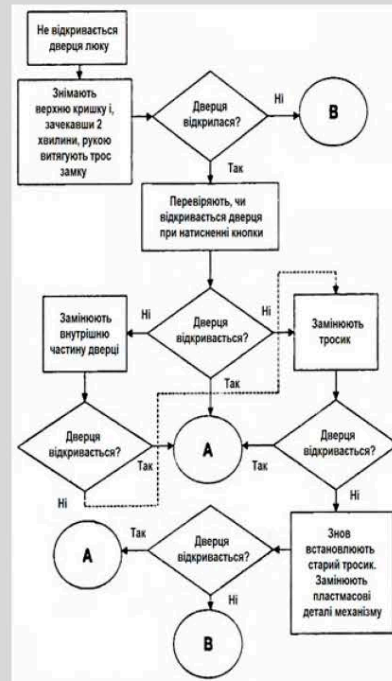 Не відкривається
дверця люку
Знімають
верхню кришку і,
зачекавши 2
хвилини, рукою
витягують трос
замку
Дверця
відкрилася?
Ні
В
Так
Перевіряють, чи
відкривається дверця
при натисненні кнопки
Замінюють
внутрішню
частину дверці
Ні
Дверця
відкривається?
Ні
Замінюють
тросик
Так
Дверця
відкривається?
Так
Ні
А
Дверця
відкривається?
Так
Ні
А
Так
Дверця
відкривається?
Ні
В
Знов
встановлюють
старий тросик.
Замінюють
пластмасові
деталі механізму